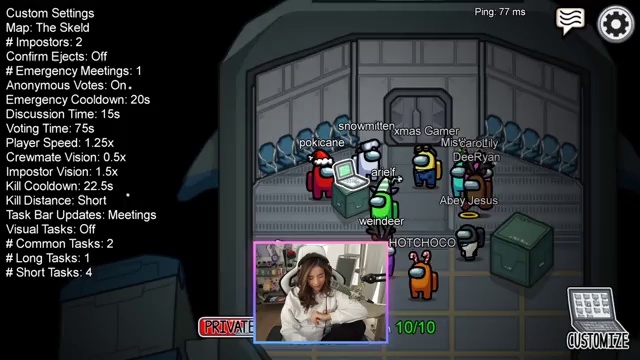 Custom Settings
Map: The Skeld
# Impostors: 2
Confirm Ejects: Off
# Emergency Meetings: 1
Anonymous Votes: On
Emergency Cooldown: 20s
Discussion Time: 15s
Voting Time: 75s
Player Speed: 1.25x
Crewmate Vision: 0.5x
Impostor Vision: 1.5x
Kill Cooldown: 22.5s
Kill Distance: Short
Task Bar Updates: Meetings
Visual Tasks: Off
# Common Tasks: 2
# Long Tasks: 1
# Short Tasks: 4
Ping: 77 ms
snowmitten
xmas Gamer
pokicane
DeeRyan
arielf
Abey Jesus
weindeer
HOTCHOCO
PRIVATE
10/10
CUSTOMIZE